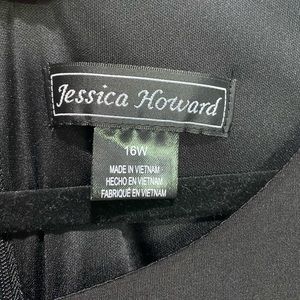 Jessica Howard
16W
MADE IN VIETNAM
HECHO EN VIETNAM
FABRIQUÉ EN VIETNAM